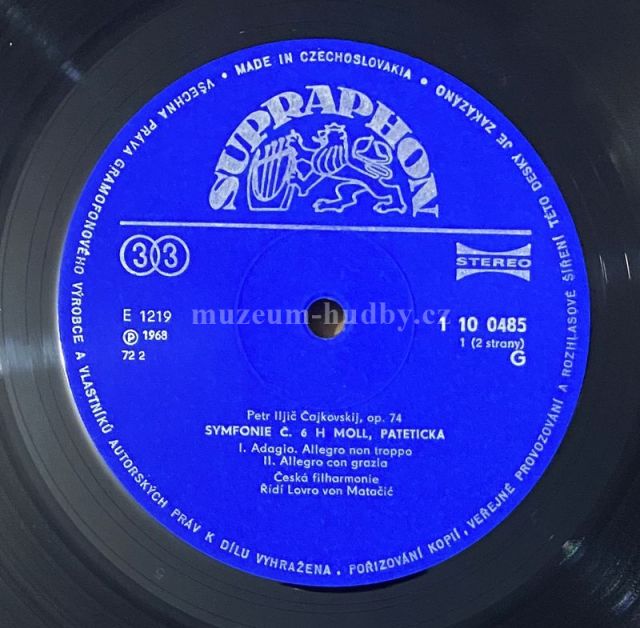 VŠECHNA PRÁVA GRAMOFONOVÉHO VÝROBCE A VLASTNÍKŮ AUTORSKÝCH PRÁV K DÍLU VYHRAŽENA. POŘIZOVÁNÍ KOPIÍ, VEŘEJNÉ PROVOZOVÁNÍ A ROZHLASOVÉ ŠÍŘENÍ TÉTO DESKY JE ZAKÁZÁNO • MADE IN CZECHOSLOVAKIA •
SUPRAPHON
33
STEREO
E 1219
℗ 1968
72 2
muzeum-hudby.cz
1 10 0485
1 (2 strany)
G
Petr Iljič Čajkovskij, op. 74
SYMFONIE Č. 6 H MOLL, PATETICKÁ
I. Adagio. Allegro non troppo
II. Allegro con grazia
Česká filharmonie
Řídí Lovro von Matačić